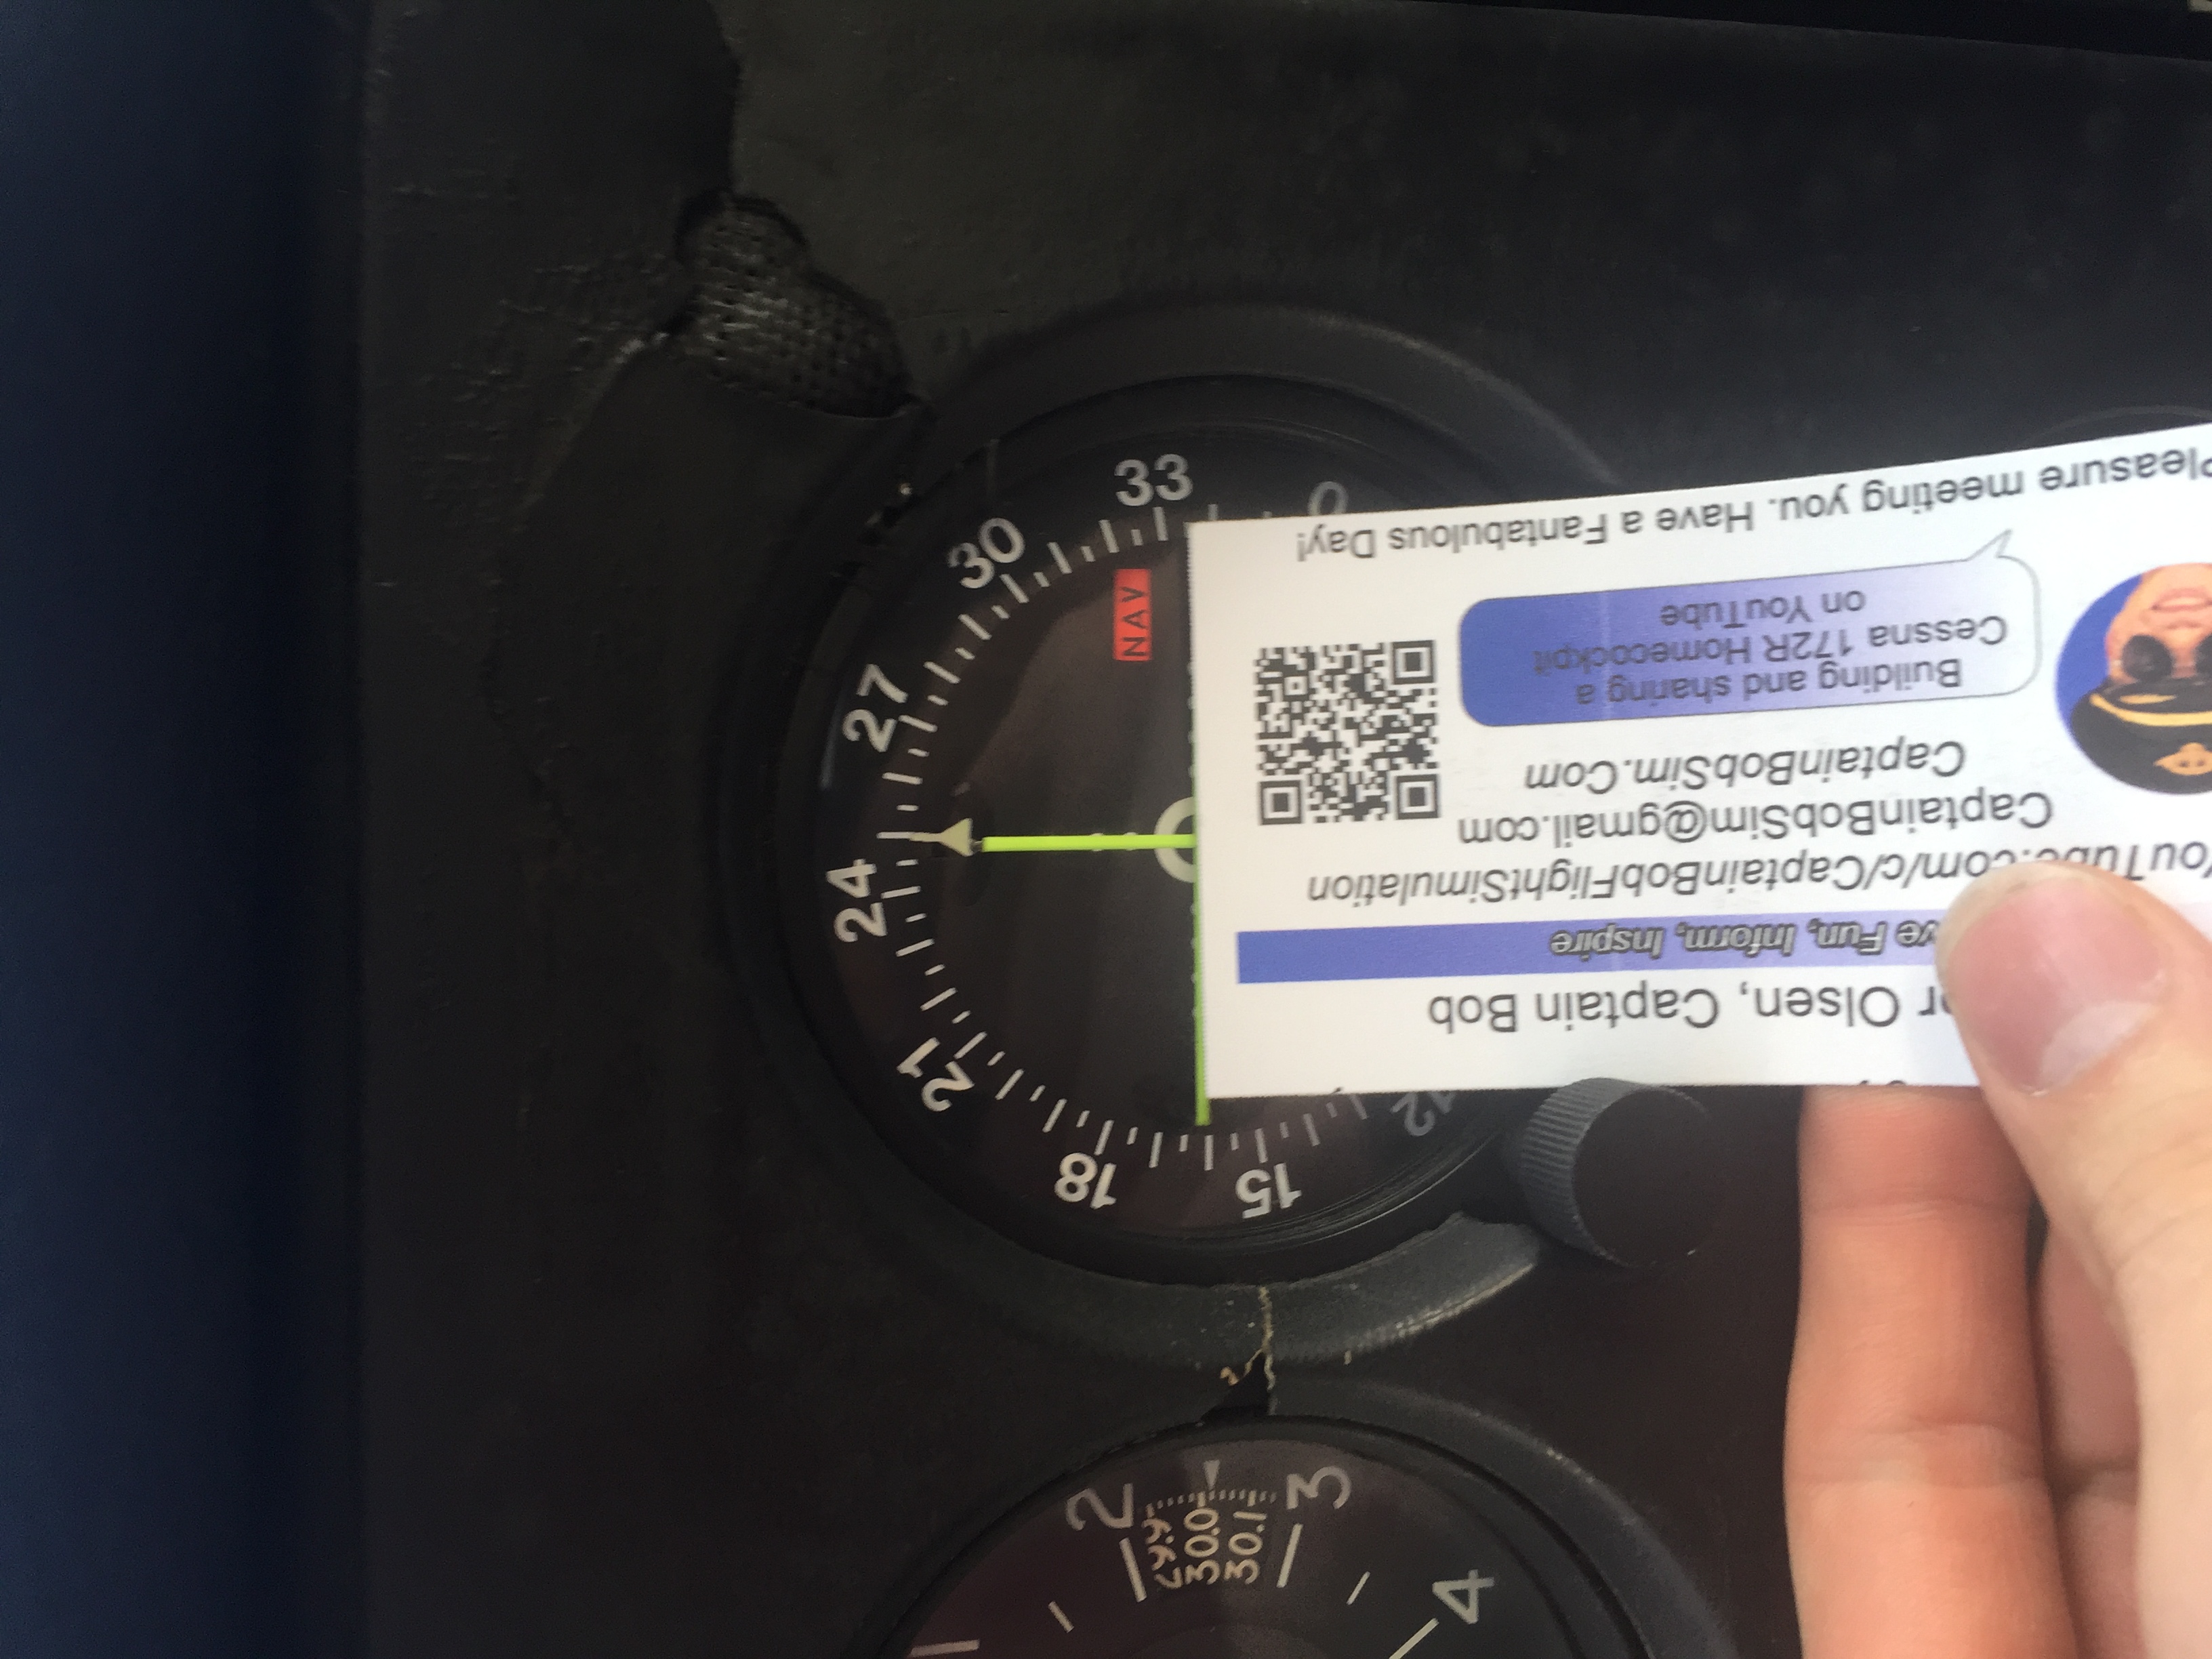 33
30
0
NAV
27
24
21
18
15
12
r Olsen, Captain Bob
ve Fun, Inform, Inspire
CaptainBobFlightSimulation
CaptainBobSim@gmail.com
CaptainBobSim.Com
Building and sharing a
Cessna 172R Homecockpit
on YouTube
Pleasure meeting you. Have a Fantabulous Day!
2
30.0
30.1
3
4